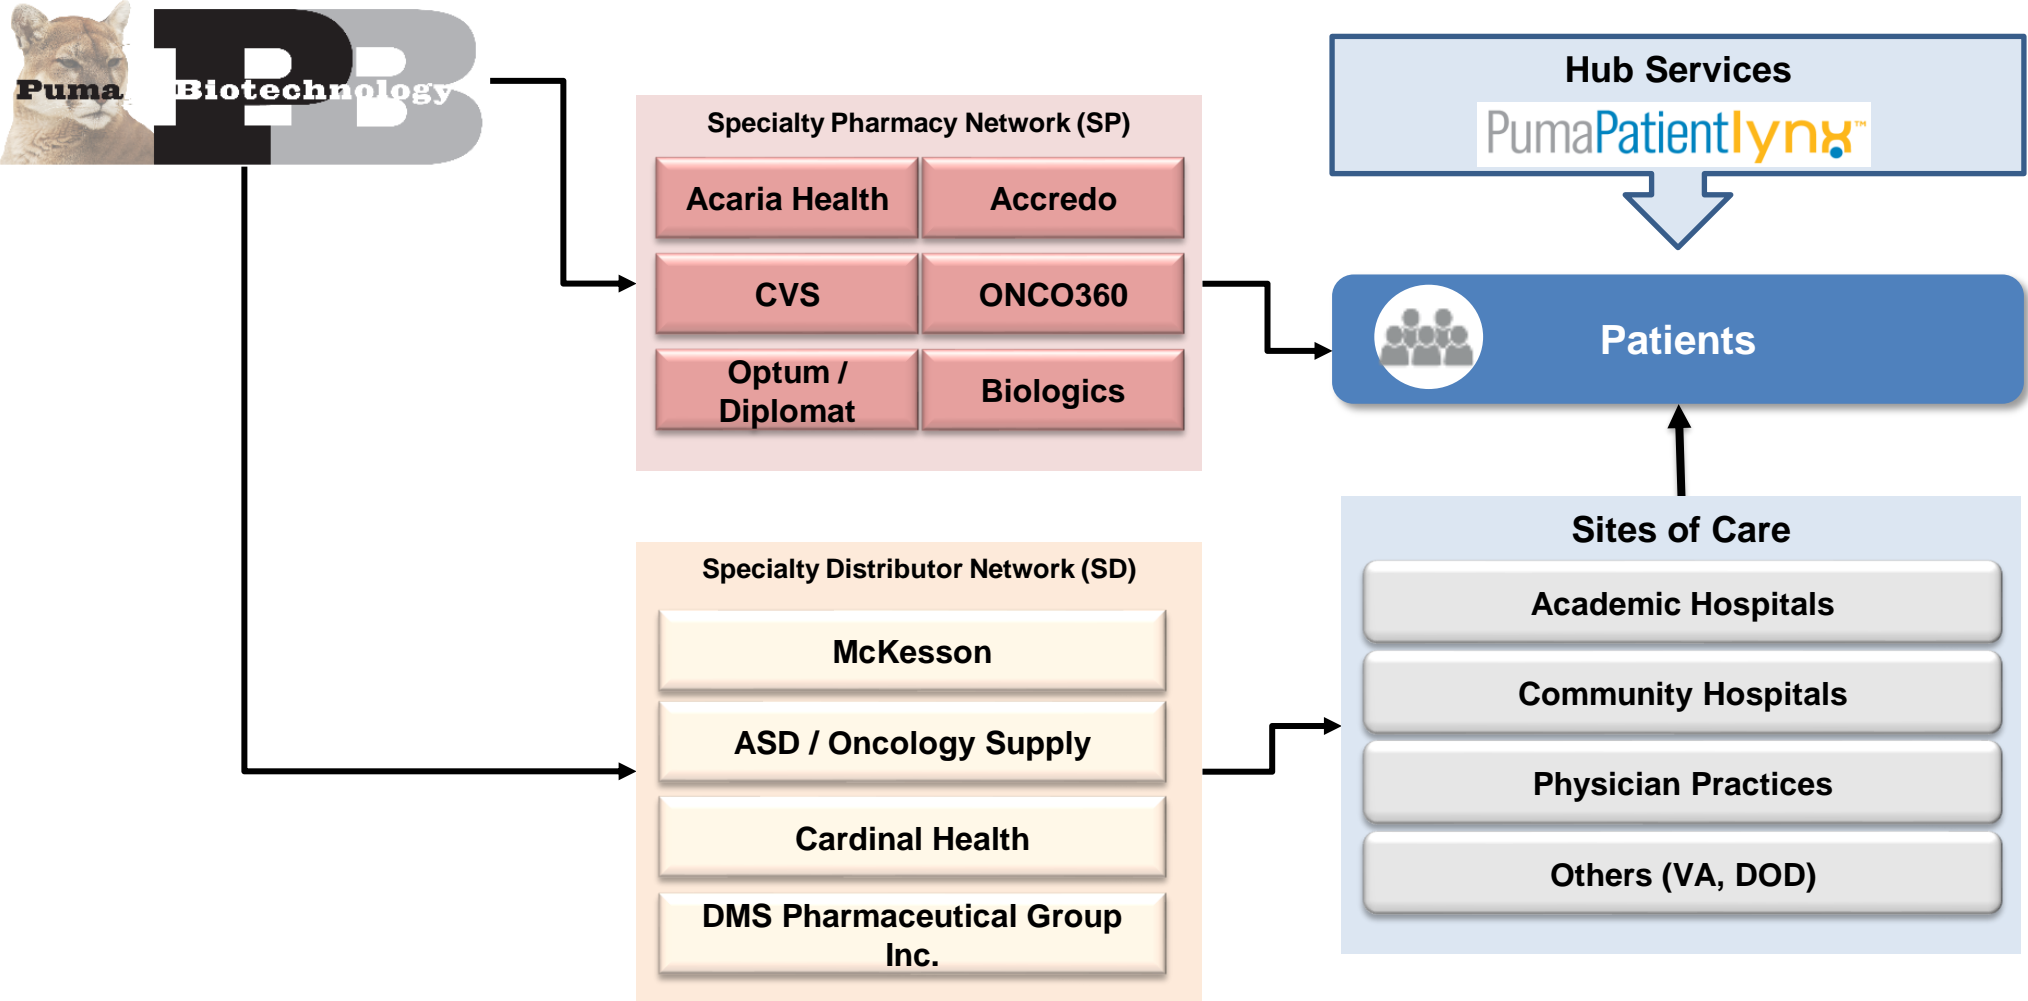 Puma Biotechnology
Specialty Pharmacy Network (SP)
Acaria Health
Accredo
CVS
ONCO360
Optum /
Diplomat
Biologics
Specialty Distributor Network (SD)
McKesson
ASD / Oncology Supply
Cardinal Health
DMS Pharmaceutical Group
Inc.
Hub Services
PumaPatientlynx™
Patients
Sites of Care
Academic Hospitals
Community Hospitals
Physician Practices
Others (VA, DOD)